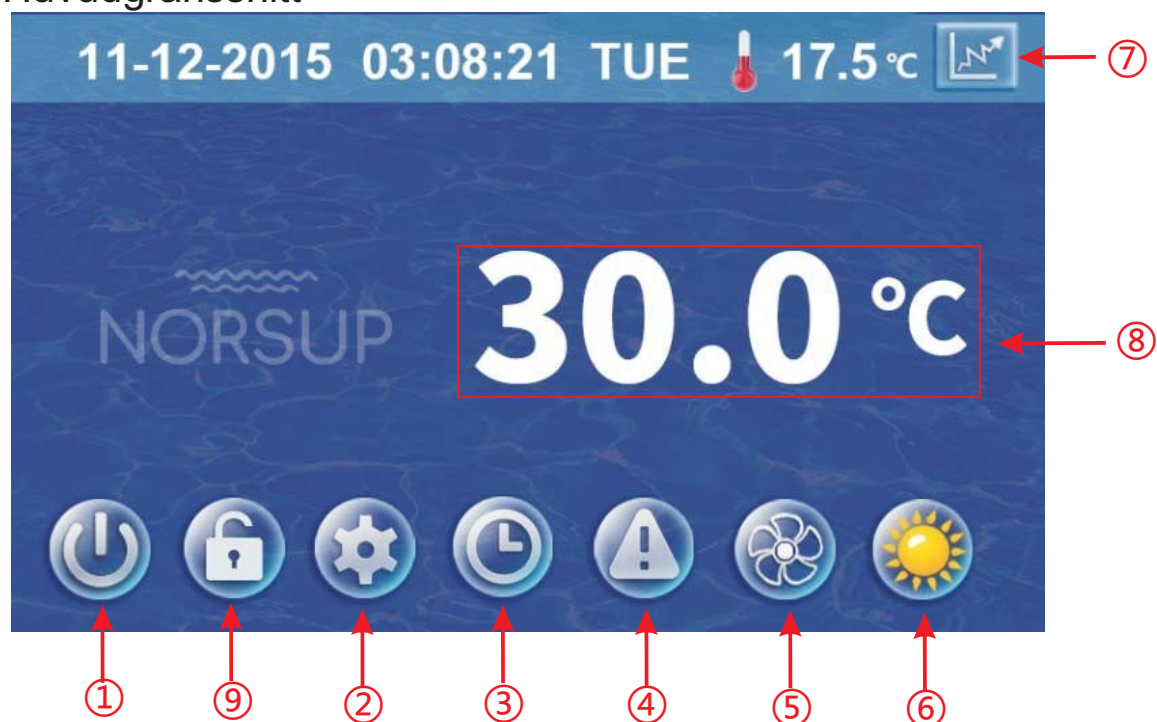 11-12-2015 03:08:21 TUE 17.5 ℃
⑦
NORSUP
30.0 °C
⑧
① ⑨ ② ③ ④ ⑤ ⑥